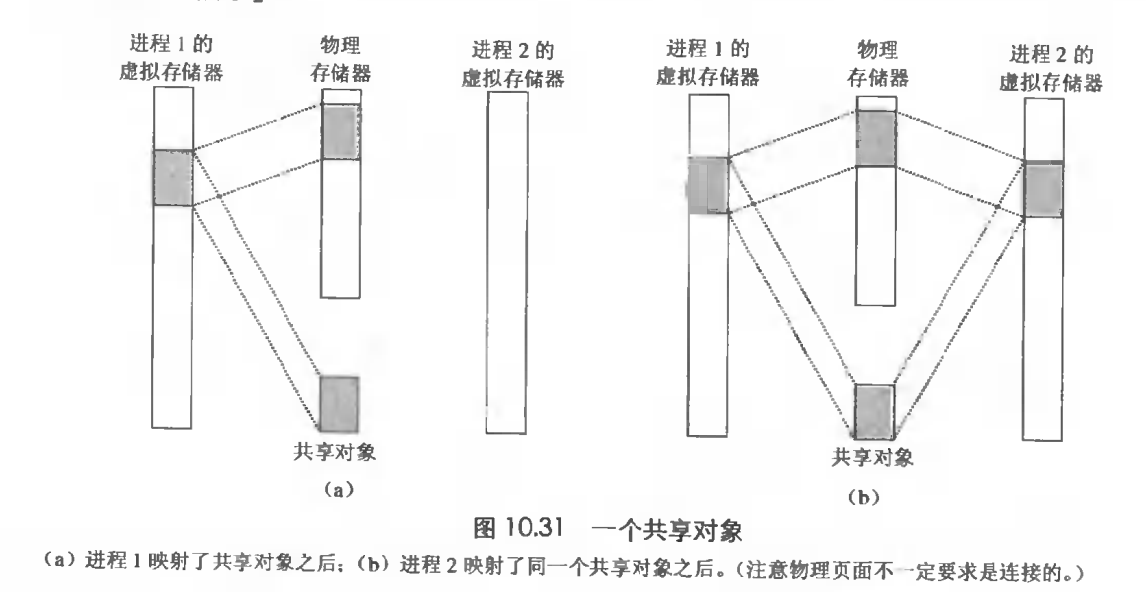 进程 1 的
虚拟存储器
物理
存储器
进程 2 的
虚拟存储器
共享对象
(a)
进程 1 的
虚拟存储器
物理
存储器
进程 2 的
虚拟存储器
共享对象
(b)
图 10.31 一个共享对象
(a) 进程 1 映射了共享对象之后；(b) 进程 2 映射了同一个共享对象之后。(注意物理页面不一定要求是连接的。)